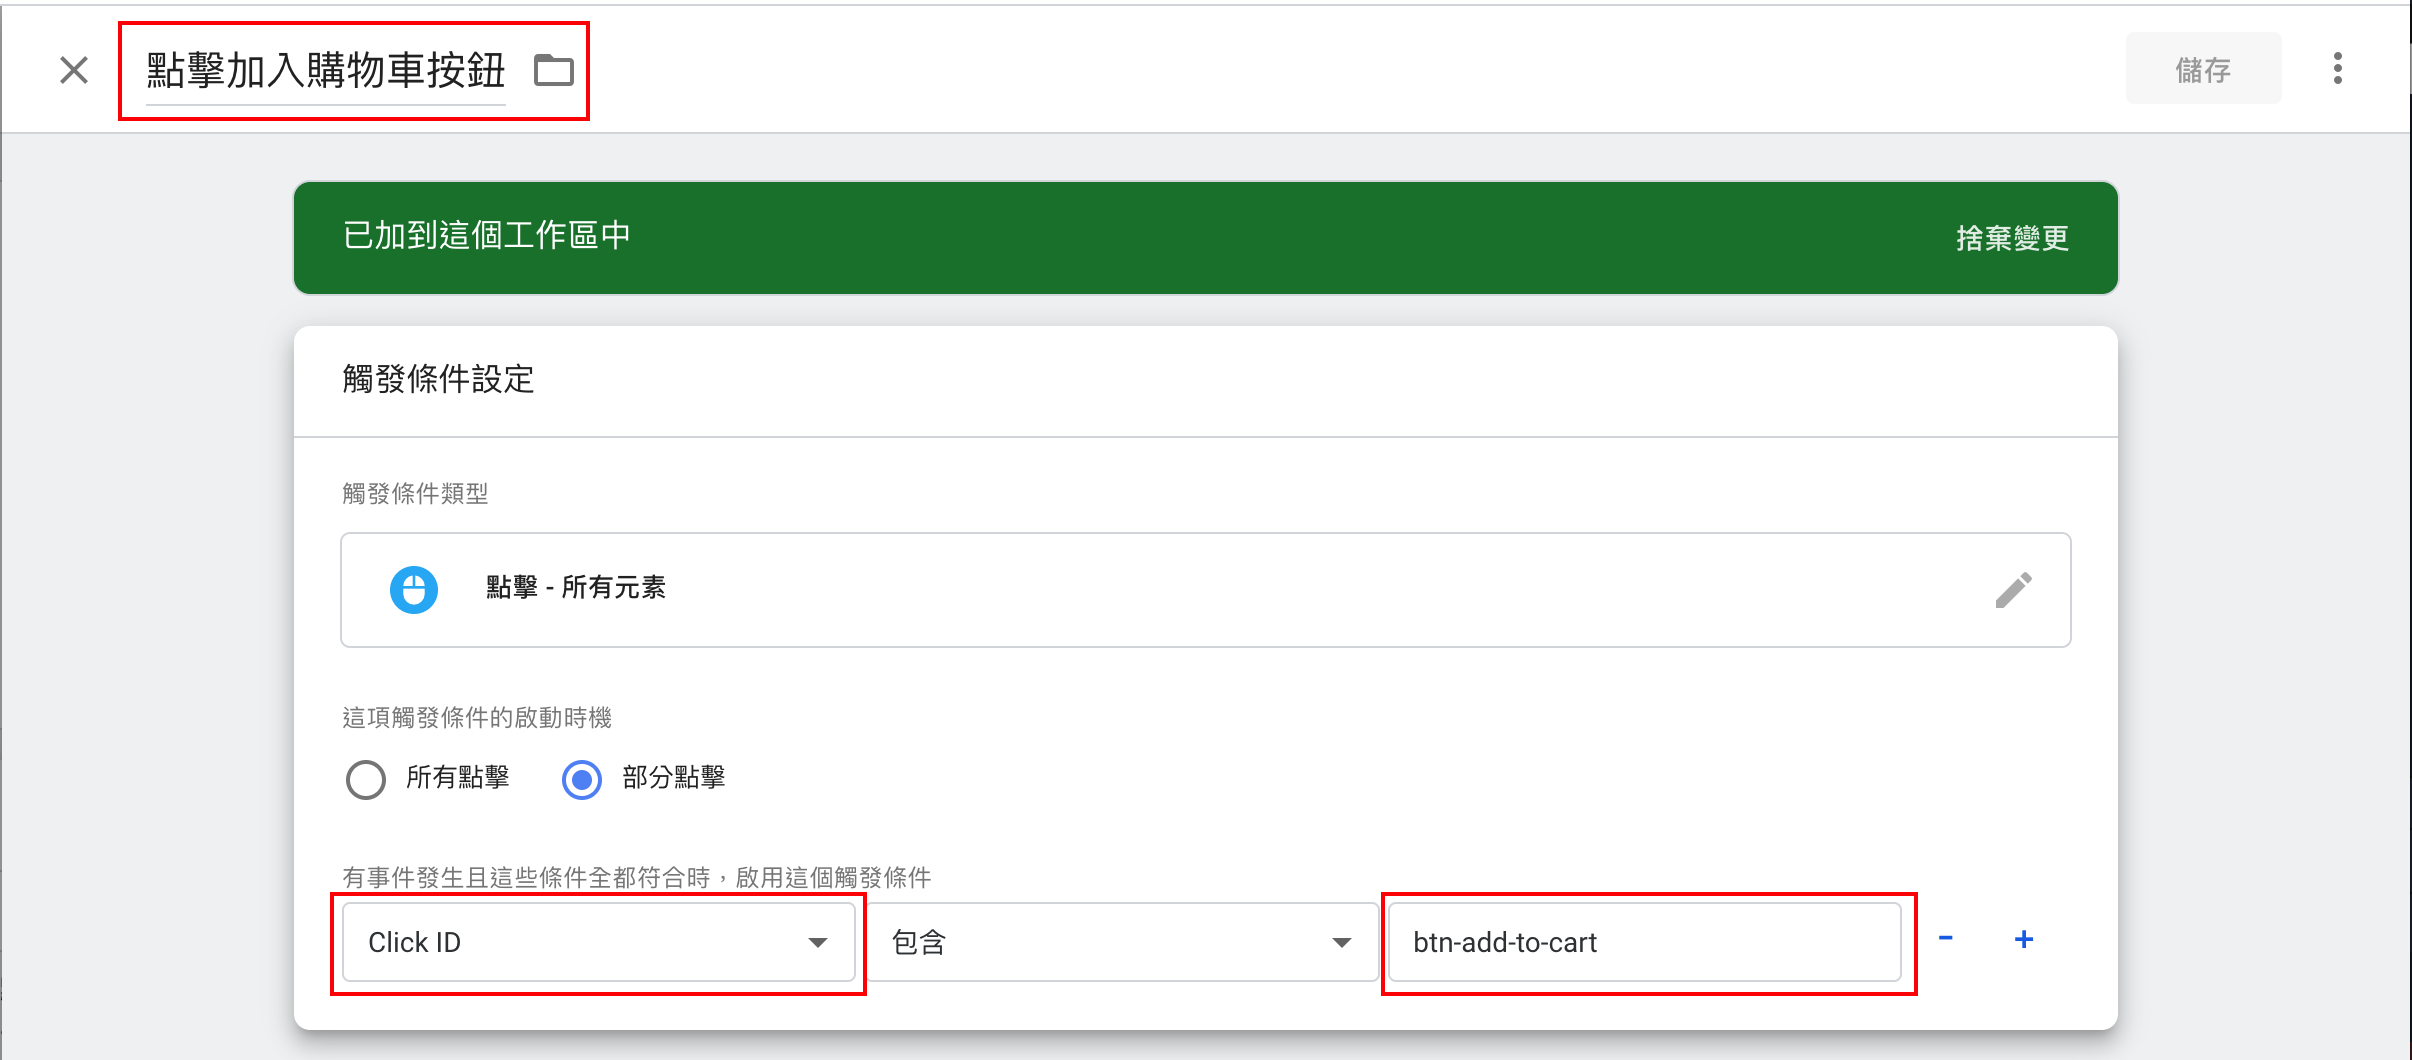 點擊加入購物車按鈕
儲存
已加到這個工作區中
捨棄變更
觸發條件設定
觸發條件類型
點擊 - 所有元素
這項觸發條件的啟動時機
所有點擊
部分點擊
有事件發生且這些條件全都符合時，啟用這個觸發條件
Click ID
包含
btn-add-to-cart